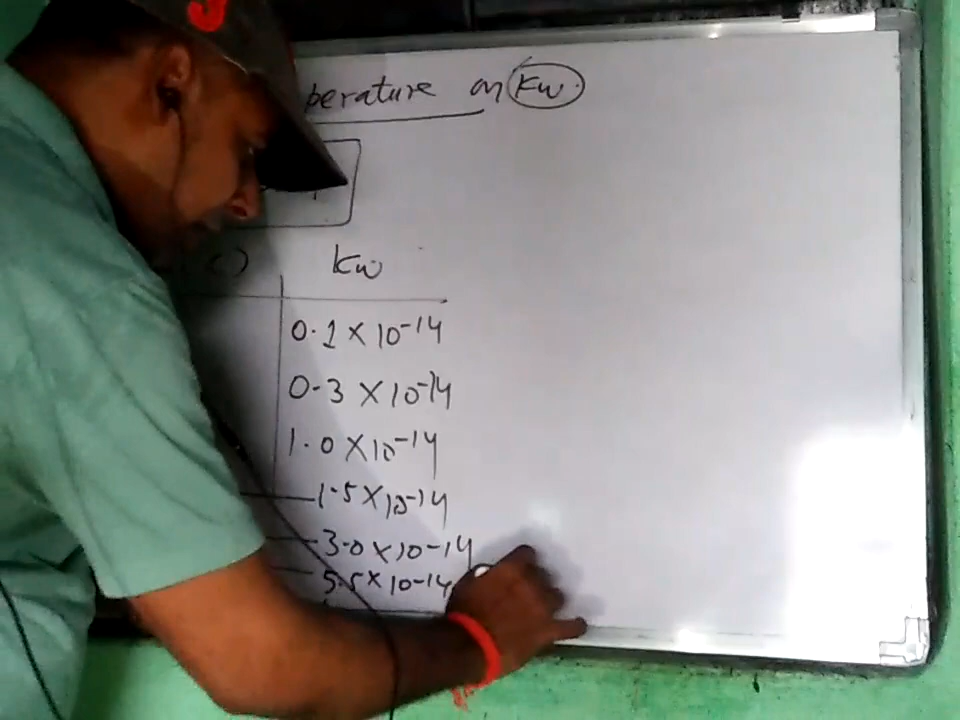 perature on Kw.
(c) Kw
0.1 × 10-14
0.3 × 10-14
1.0 × 10-14
1.5 × 10-14
3.0 × 10-14
5.5 × 10-14